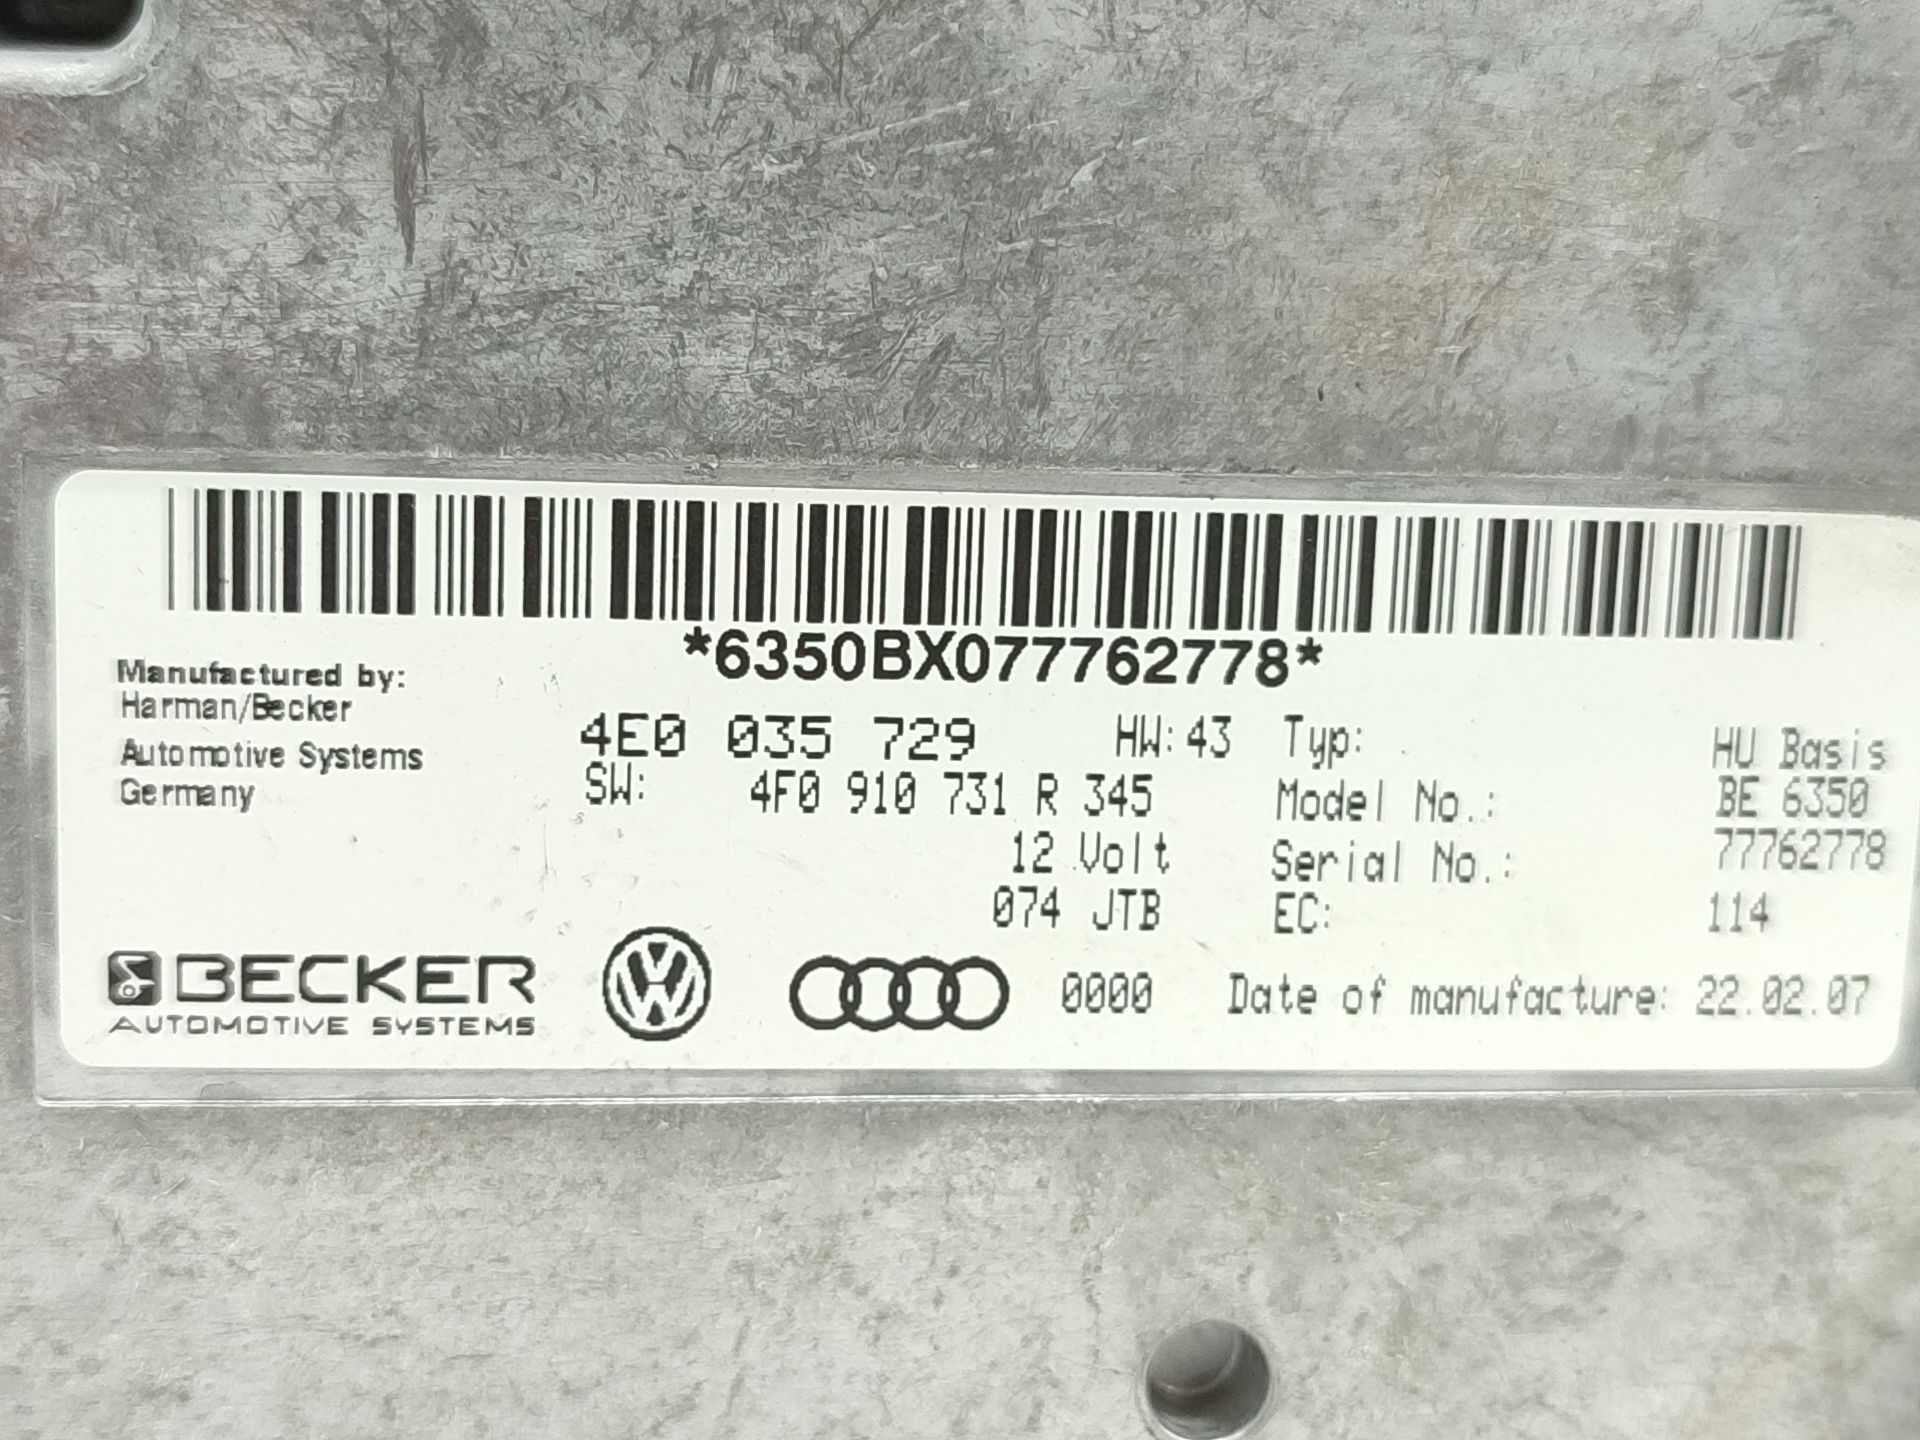 *6350BX077762778*
Manufactured by:
Harman/Becker
Automotive Systems
Germany
4E0 035 729 HW: 43 Typ: HU Basis
SW: 4F0 910 731 R 345 Model No.: BE 6350
12 Volt Serial No.: 77762778
074 JTB EC: 114
BECKER
AUTOMOTIVE SYSTEMS
0000 Date of manufacture: 22.02.07